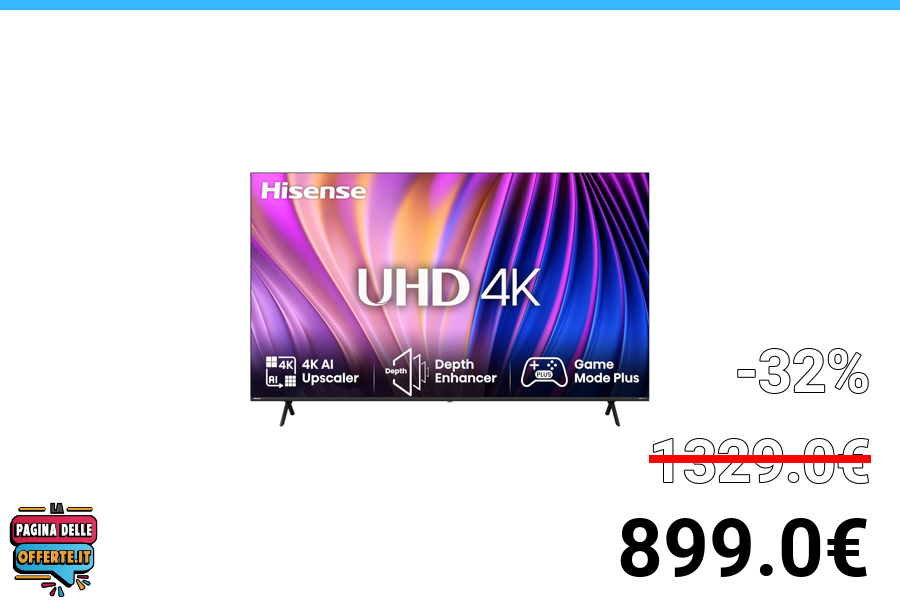 Hisense
UHD 4K
4K
AI
4K AI
Upscaler
Depth
Depth
Enhancer
PLUS
Game
Mode Plus
-32%
1329.0€
899.0€
LA
PAGINA DELLE
OFFERTE.IT